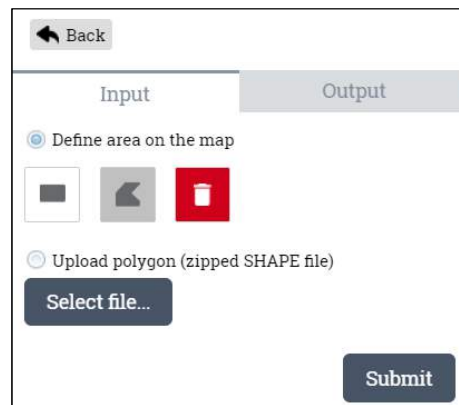 Back
Input
Output
Define area on the map
Upload polygon (zipped SHAPE file)
Select file...
Submit